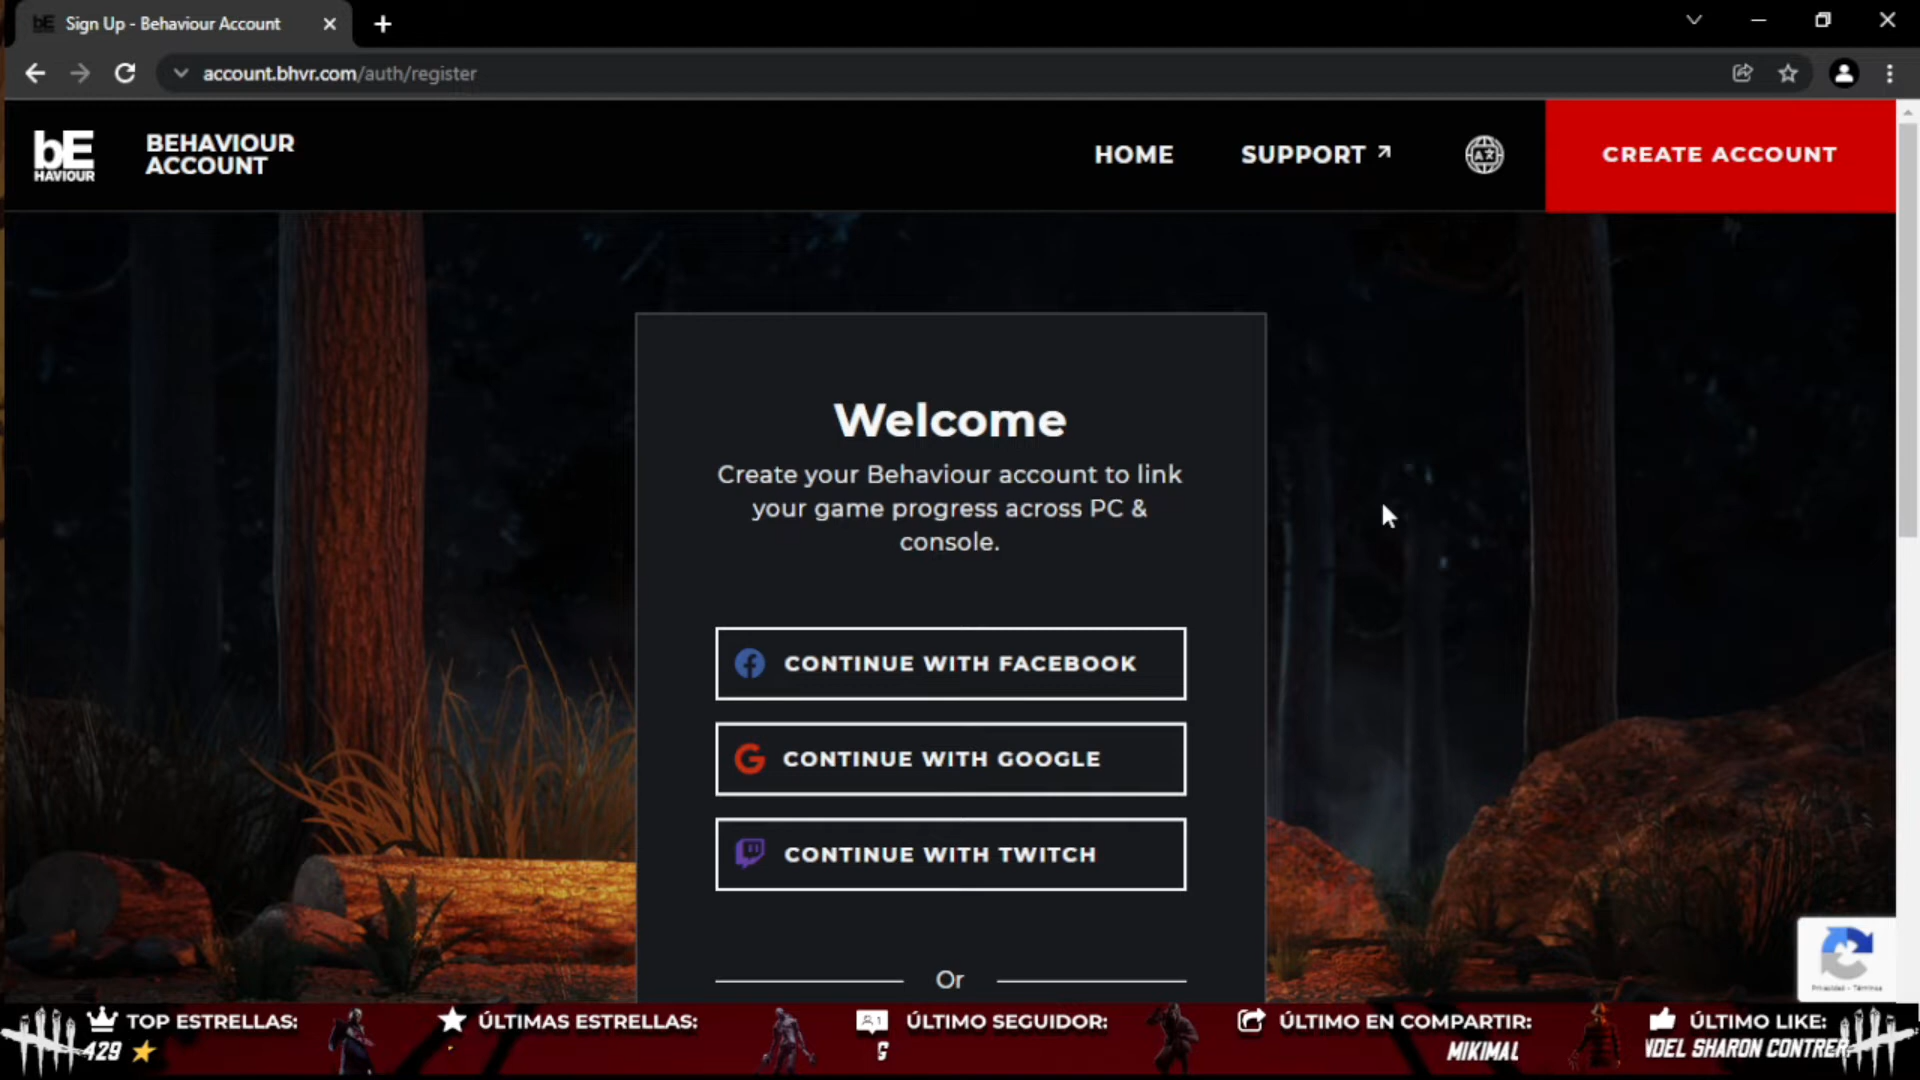 Sign Up - Behaviour Account
account.bhvr.com/auth/register
bE
HAVIOUR
BEHAVIOUR
ACCOUNT
HOME
SUPPORT
CREATE ACCOUNT
Welcome
Create your Behaviour account to link
your game progress across PC &
console.
CONTINUE WITH FACEBOOK
CONTINUE WITH GOOGLE
CONTINUE WITH TWITCH
Or
Privacidad - Términos
TOP ESTRELLAS:
429
ÚLTIMAS ESTRELLAS:
ÚLTIMO SEGUIDOR:
ÚLTIMO EN COMPARTIR:
MIKIMAL
ÚLTIMO LIKE:
SHARON